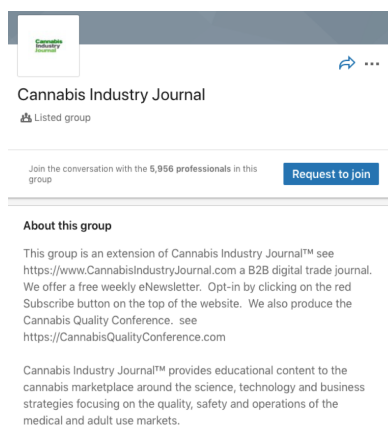 Cannabis
Industry
Journal
Cannabis Industry Journal
Listed group
Join the conversation with the 5,956 professionals in this
group
Request to join
About this group
This group is an extension of Cannabis Industry Journal™ see
https://www.CannabisIndustryJournal.com a B2B digital trade journal.
We offer a free weekly eNewsletter. Opt-in by clicking on the red
Subscribe button on the top of the website. We also produce the
Cannabis Quality Conference. see
https://CannabisQualityConference.com
Cannabis Industry Journal™ provides educational content to the
cannabis marketplace around the science, technology and business
strategies focusing on the quality, safety and operations of the
medical and adult use markets.